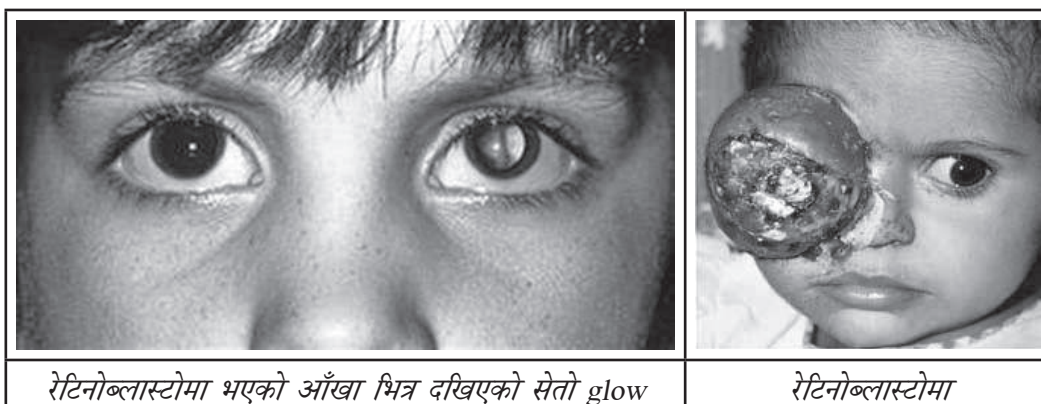 रेटिनोब्लास्टोमा भएको आँखा भित्र दखिएको सेतो glow
रेटिनोब्लास्टोमा